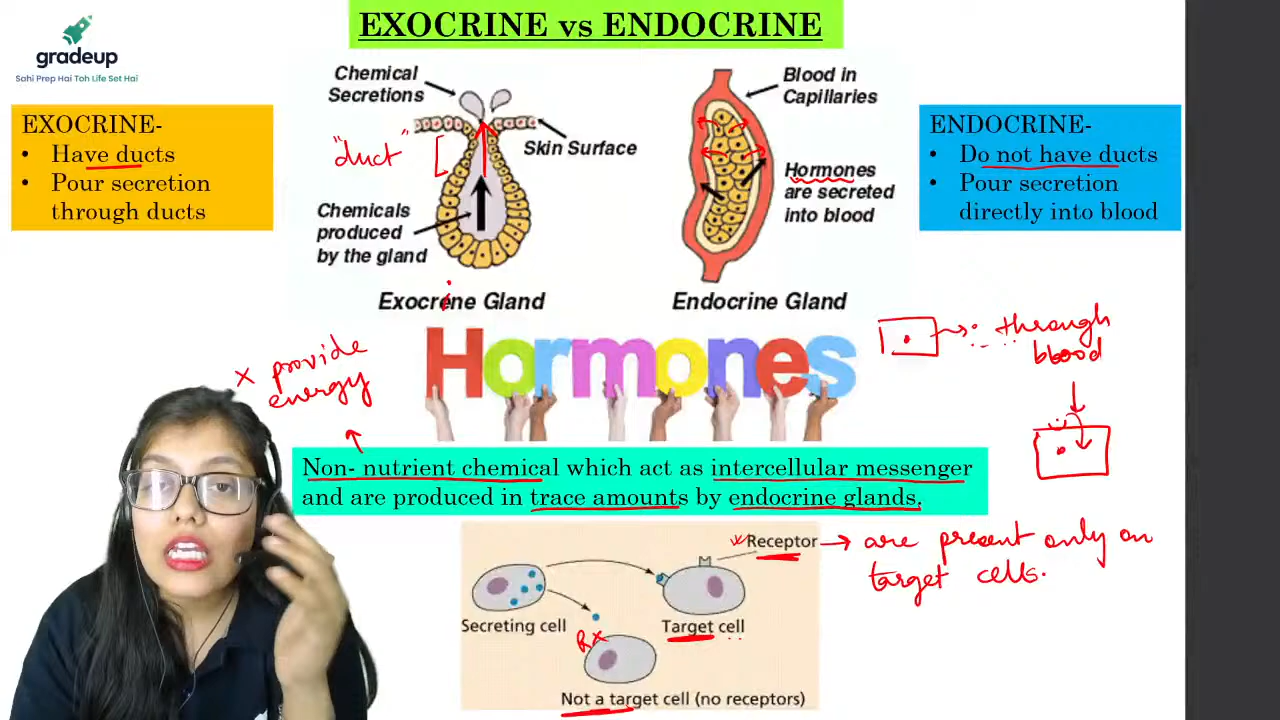 EXOCRINE vs ENDOCRINE
gradeup
Sahi Prep Hai Toh Life Set Hai
EXOCRINE-
• Have ducts
• Pour secretion
through ducts
Chemical
Secretions
"duct"
Skin Surface
Chemicals
produced
by the gland
Exocrene Gland
i
Blood in
Capillaries
Hormones
are secreted
into blood
Endocrine Gland
ENDOCRINE-
• Do not have ducts
• Pour secretion
directly into blood
Hormones
x provide
energy
through
blood
Non- nutrient chemical which act as intercellular messenger
and are produced in trace amounts by endocrine glands.
Receptor
are present only on
target cells.
Secreting cell
Target cell
Rx
Not a target cell (no receptors)